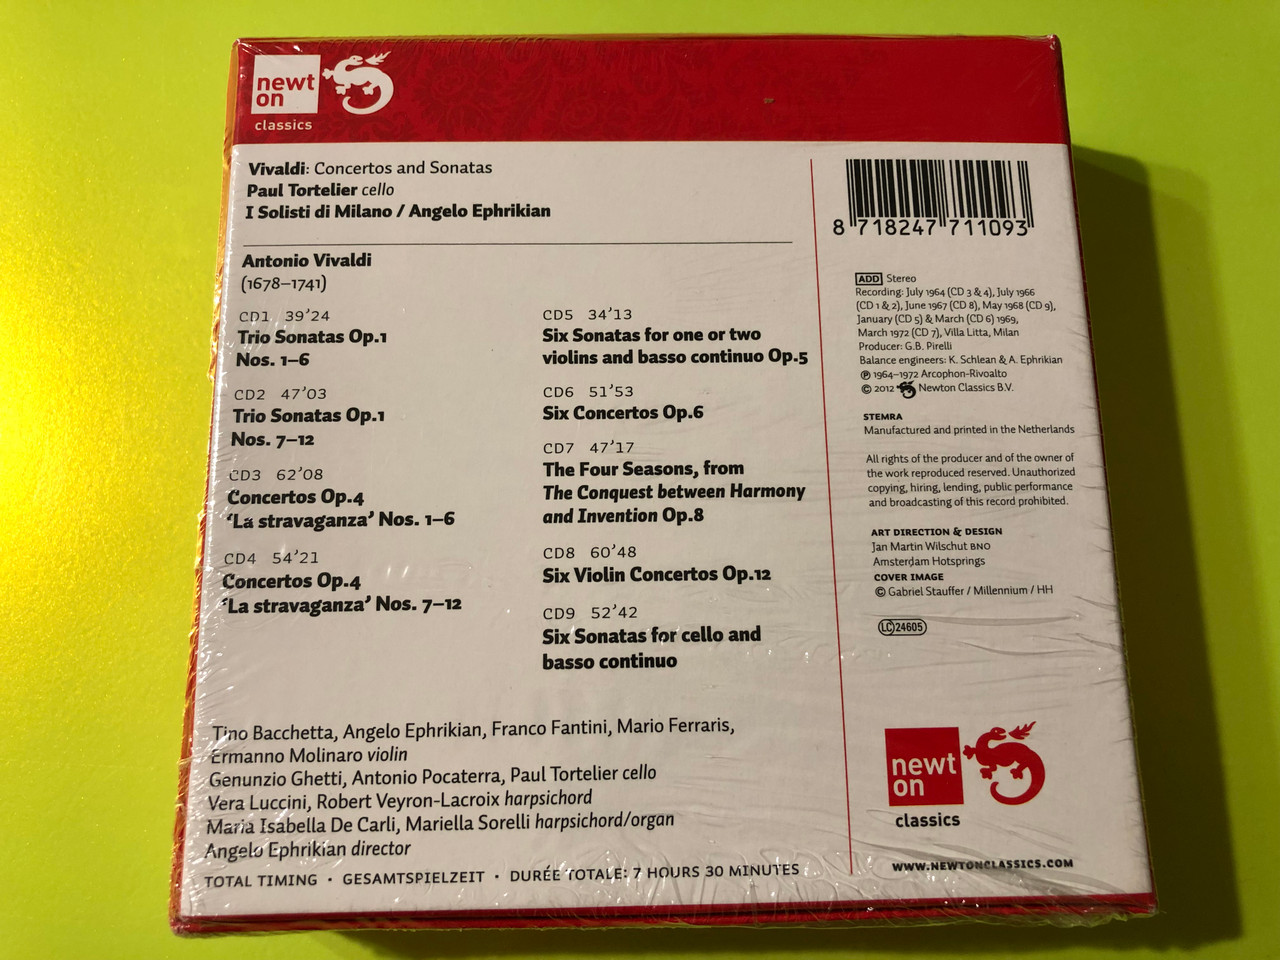 newt
on
classics
Vivaldi: Concertos and Sonatas
Paul Tortelier cello
I Solisti di Milano / Angelo Ephrikian
Antonio Vivaldi
(1678–1741)
CD1 39’24
Trio Sonatas Op.1
Nos. 1–6
CD2 47’03
Trio Sonatas Op.1
Nos. 7–12
CD3 62’08
Concertos Op.4
‘La stravaganza’ Nos. 1–6
CD4 54’21
Concertos Op.4
‘La stravaganza’ Nos. 7–12
CD5 34’13
Six Sonatas for one or two
violins and basso continuo Op.5
CD6 51’53
Six Concertos Op.6
CD7 47’17
The Four Seasons, from
The Conquest between Harmony
and Invention Op.8
CD8 60’48
Six Violin Concertos Op.12
CD9 52’42
Six Sonatas for cello and
basso continuo
Tino Bacchetta, Angelo Ephrikian, Franco Fantini, Mario Ferraris,
Ermanno Molinaro violin
Genunzio Ghetti, Antonio Pocaterra, Paul Tortelier cello
Vera Luccini, Robert Veyron-Lacroix harpsichord
Maria Isabella De Carli, Mariella Sorelli harpsichord/organ
Angelo Ephrikian director
TOTAL TIMING · GESAMTSPIELZEIT · DURÉE TOTALE: 7 HOURS 30 MINUTES
8 718247 711093
ADD Stereo
Recording: July 1964 (CD 3 & 4), July 1966
(CD 1 & 2), June 1967 (CD 8), May 1968 (CD 9),
January (CD 5) & March (CD 6) 1969,
March 1972 (CD 7), Villa Litta, Milan
Producer: G.B. Pirelli
Balance engineers: K. Schlean & A. Ephrikian
℗ 1964–1972 Arcophon-Rivoalto
© 2012 Newton Classics B.V.
STEMRA
Manufactured and printed in the Netherlands
All rights of the producer and of the owner of
the work reproduced reserved. Unauthorized
copying, hiring, lending, public performance
and broadcasting of this record prohibited.
ART DIRECTION & DESIGN
Jan Martin Wilschut BNO
Amsterdam Hotsprings
COVER IMAGE
© Gabriel Stauffer / Millennium / HH
LC 24605
newt
on
classics
WWW.NEWTONCLASSICS.COM